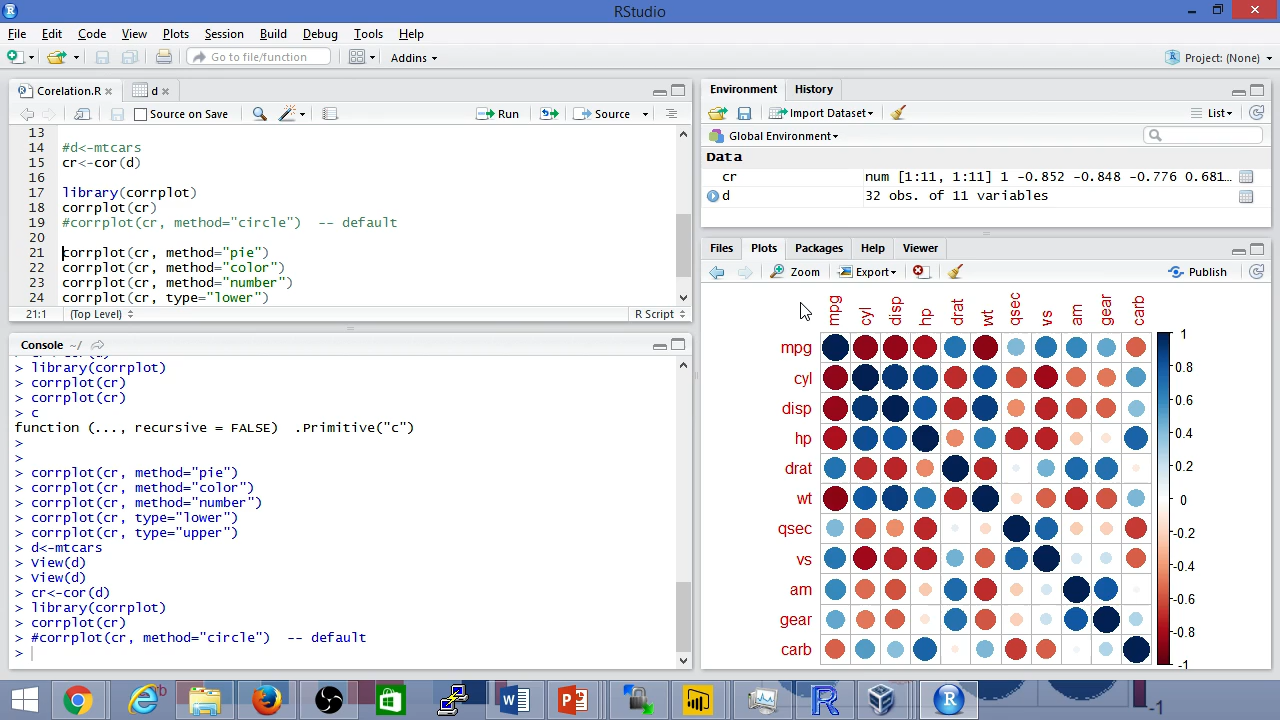 RStudio
File Edit Code View Plots Session Build Debug Tools Help
Go to file/function Addins Project: (None)
Corelation.R d
Source on Save Run Source
13
14 #d<-mtcars
15 cr<-cor(d)
16
17 library(corrplot)
18 corrplot(cr)
19 #corrplot(cr, method="circle")  -- default
20
21 corrplot(cr, method="pie")
22 corrplot(cr, method="color")
23 corrplot(cr, method="number")
24 corrplot(cr, type="lower")
21:1 (Top Level) R Script
Console ~/
> library(corrplot)
> corrplot(cr)
> corrplot(cr)
> c
function (..., recursive = FALSE)  .Primitive("c")
>
>
> corrplot(cr, method="pie")
> corrplot(cr, method="color")
> corrplot(cr, method="number")
> corrplot(cr, type="lower")
> corrplot(cr, type="upper")
> d<-mtcars
> View(d)
> View(d)
> cr<-cor(d)
> library(corrplot)
> corrplot(cr)
> #corrplot(cr, method="circle")  -- default
>
Environment History
Import Dataset List
Global Environment
Data
cr num [1:11, 1:11] 1 -0.852 -0.848 -0.776 0.681...
d 32 obs. of 11 variables
Files Plots Packages Help Viewer
Zoom Export Publish
mpg cyl disp hp drat wt qsec vs am gear carb
mpg
cyl
disp
hp
drat
wt
qsec
vs
am
gear
carb
1
0.8
0.6
0.4
0.2
0
-0.2
-0.4
-0.6
-0.8
-1
-1